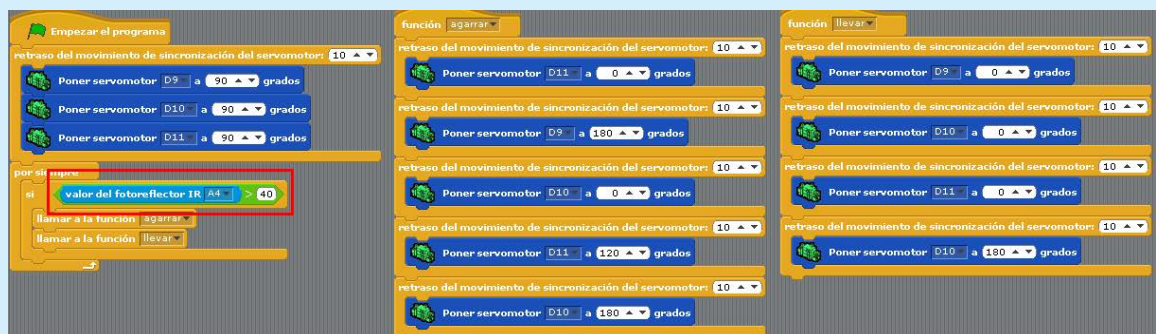 Empezar el programa
retraso del movimiento de sincronización del servomotor: 10
Poner servomotor D9 a 90 grados
Poner servomotor D10 a 90 grados
Poner servomotor D11 a 90 grados
por siempre
si valor del fotoreflector IR A4 > 40
llamar a la función agarrar
llamar a la función llevar
función agarrar
retraso del movimiento de sincronización del servomotor: 10
Poner servomotor D11 a 0 grados
retraso del movimiento de sincronización del servomotor: 10
Poner servomotor D9 a 180 grados
retraso del movimiento de sincronización del servomotor: 10
Poner servomotor D10 a 0 grados
retraso del movimiento de sincronización del servomotor: 10
Poner servomotor D11 a 120 grados
retraso del movimiento de sincronización del servomotor: 10
Poner servomotor D10 a 180 grados
función llevar
retraso del movimiento de sincronización del servomotor: 10
Poner servomotor D9 a 0 grados
retraso del movimiento de sincronización del servomotor: 10
Poner servomotor D10 a 0 grados
retraso del movimiento de sincronización del servomotor: 10
Poner servomotor D11 a 0 grados
retraso del movimiento de sincronización del servomotor: 10
Poner servomotor D10 a 180 grados